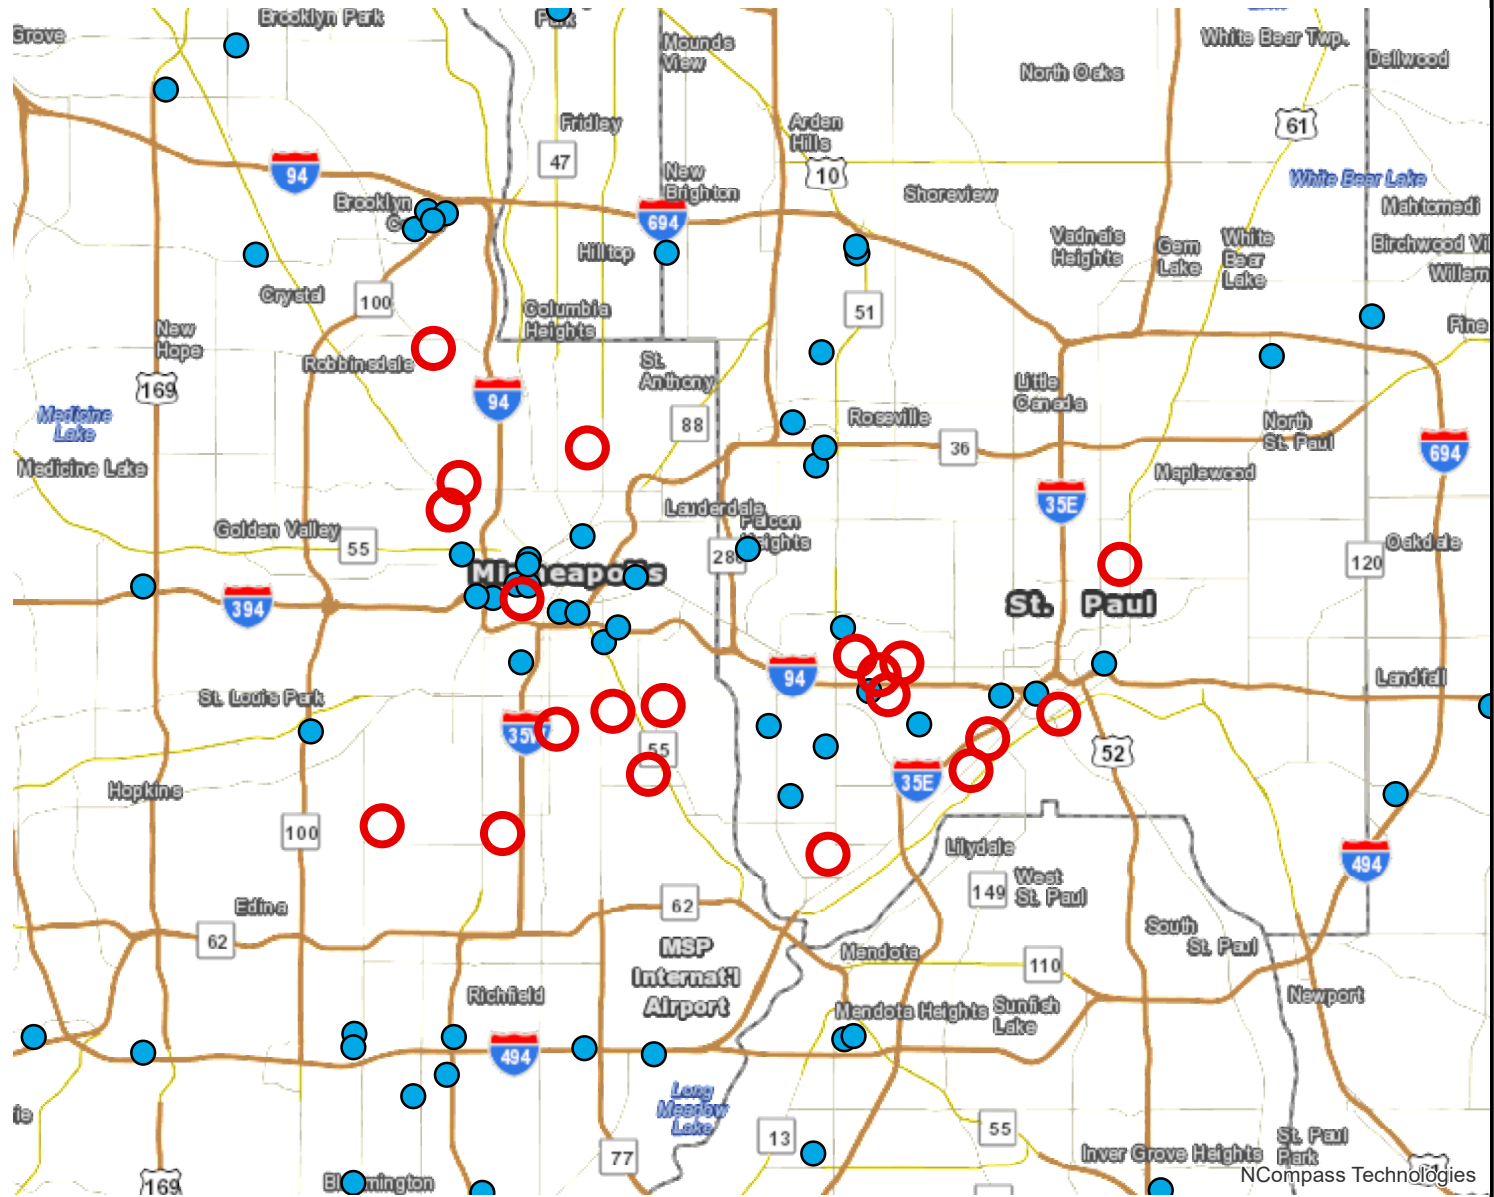 Brooklyn Park
Grove
Park
Mounds
View
White Bear Twp.
Dellwood
North Oaks
Fridley
Arden
Hills
61
47
94
10
New
Brighton
Shoreview
White Bear Lake
Mahtomedi
Brooklyn
694
Hilltop
Vadnais
Heights
Gem
Lake
White
Bear
Lake
Birchwood Vil
Willern
Crystal
100
Columbia
Heights
51
Pine
New
Hope
Robbinsdale
St.
Anthony
169
94
Little
Canada
Medicine
Lake
88
Roseville
36
North
St. Paul
694
Medicine Lake
Maplewood
35E
Lauderdale
Falcon
Heights
Golden Valley
55
280
120
Oakdale
Minneapolis
394
St. Paul
94
Landfall
St. Louis Park
35W
55
52
35E
Hopkins
100
Lilydale
494
149
West
St. Paul
Edina
62
62
South
St. Paul
MSP
Internat'l
Airport
Mendota
110
Richfield
Mendota Heights
Sunfish
Lake
Newport
494
Long
Meadow
Lake
13
55
77
Inver Grove Heights
St. Paul
Park
169
Bloomington
NCompass Technologies